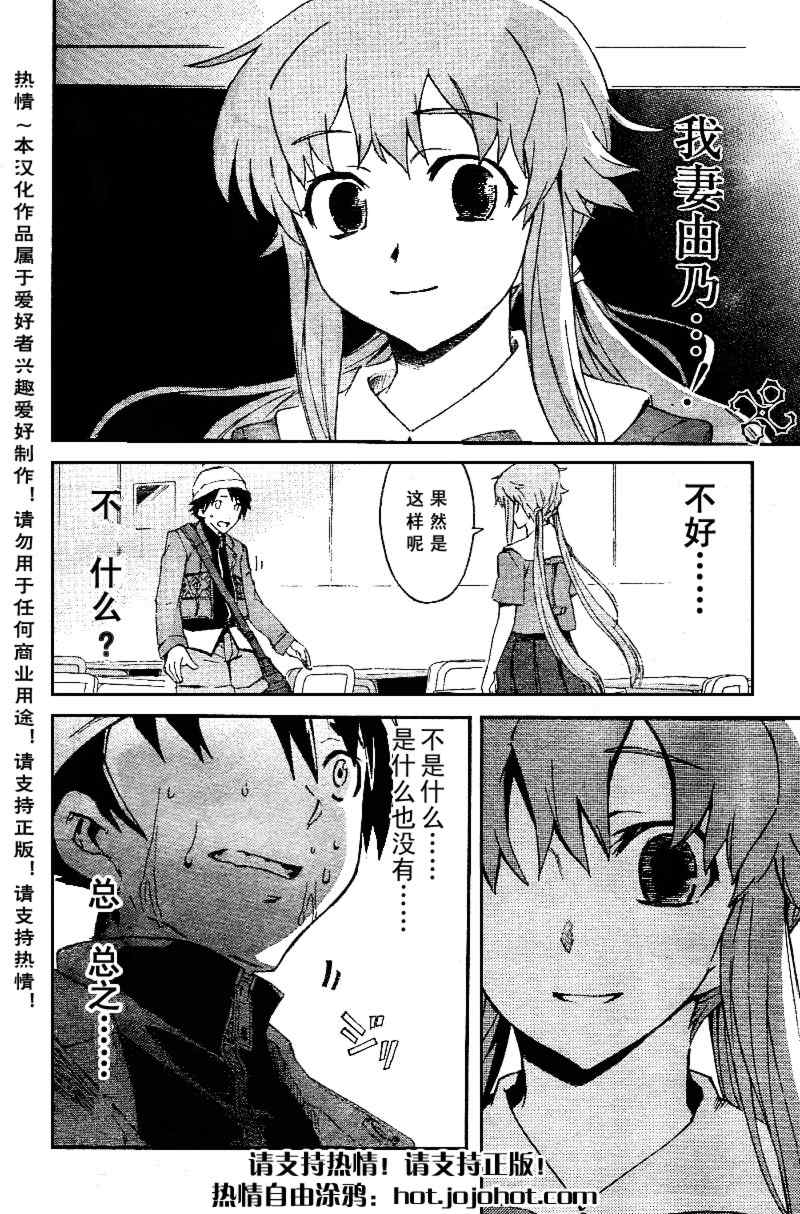 我妻由乃…！
不好……
果然是
这样呢
不 什么？
不是什么……
是什么也没有……
总 总之……
热情～本汉化作品属于爱好者兴趣爱好制作！请勿用于任何商业用途！请支持正版！请支持热情！
请支持热情！请支持正版！
热情自由涂鸦：hot.jojohot.com